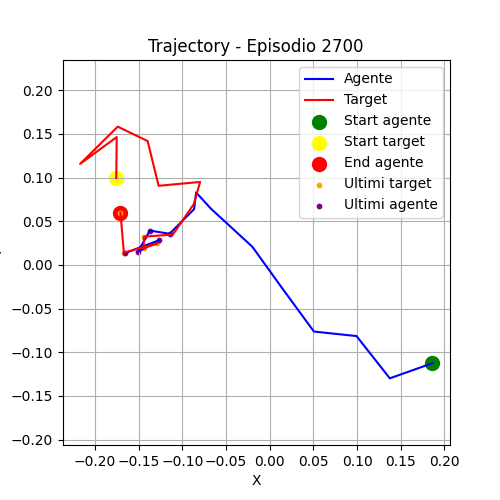 Trajectory - Episodio 2700
Agente
Target
Start agente
Start target
End agente
Ultimi target
Ultimi agente
0.20
0.15
0.10
0.05
0.00
−0.05
−0.10
−0.15
−0.20
−0.20 −0.15 −0.10 −0.05 0.00 0.05 0.10 0.15 0.20
X